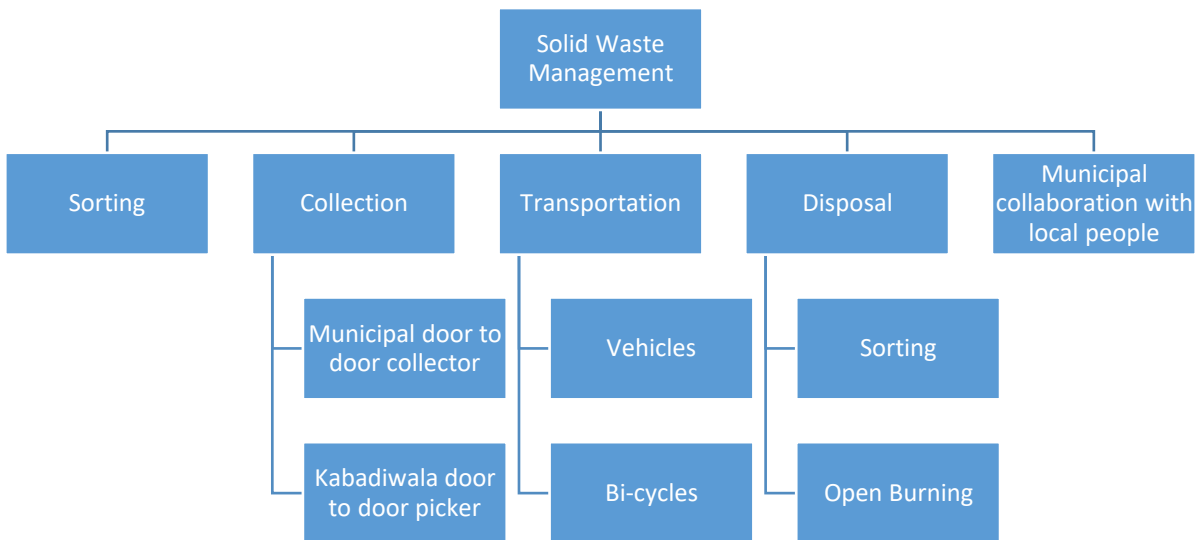 Solid Waste
Management
Sorting
Collection
Transportation
Disposal
Municipal
collaboration with
local people
Municipal door to
door collector
Vehicles
Sorting
Kabadiwala door
to door picker
Bi-cycles
Open Burning